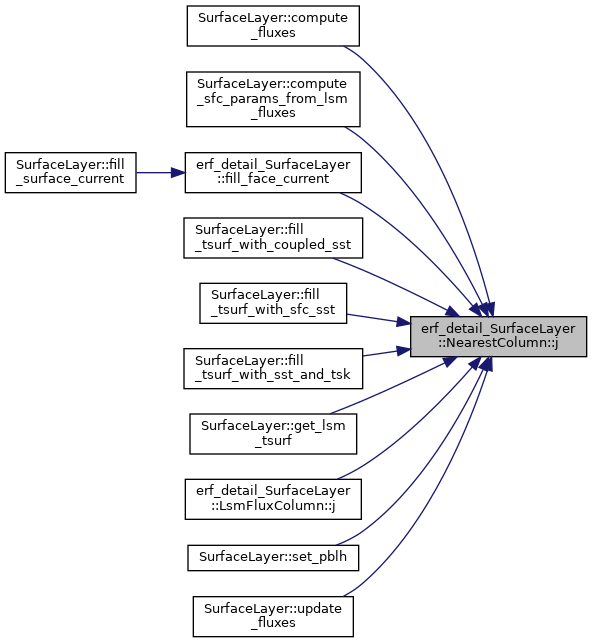 SurfaceLayer::compute
_fluxes
SurfaceLayer::compute
_sfc_params_from_lsm
_fluxes
SurfaceLayer::fill
_surface_current
erf_detail_SurfaceLayer
::fill_face_current
SurfaceLayer::fill
_tsurf_with_coupled_sst
SurfaceLayer::fill
_tsurf_with_sfc_sst
erf_detail_SurfaceLayer
::NearestColumn::j
SurfaceLayer::fill
_tsurf_with_sst_and_tsk
SurfaceLayer::get_lsm
_tsurf
erf_detail_SurfaceLayer
::LsmFluxColumn::j
SurfaceLayer::set_pblh
SurfaceLayer::update
_fluxes